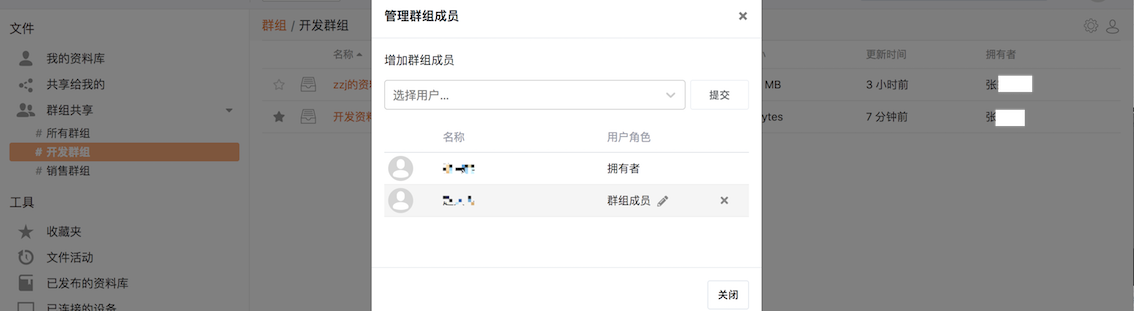 管理群组成员
文件
群组 / 开发群组
我的资料库
名称
更新时间
拥有者
共享给我的
zzj的资
MB
3 小时前
张
群组共享
开发资
ytes
7 分钟前
张
# 所有群组
# 开发群组
# 销售群组
工具
收藏夹
文件活动
已发布的资料库
已连接的设备
增加群组成员
选择用户...
提交
名称
用户角色
拥有者
群组成员
关闭